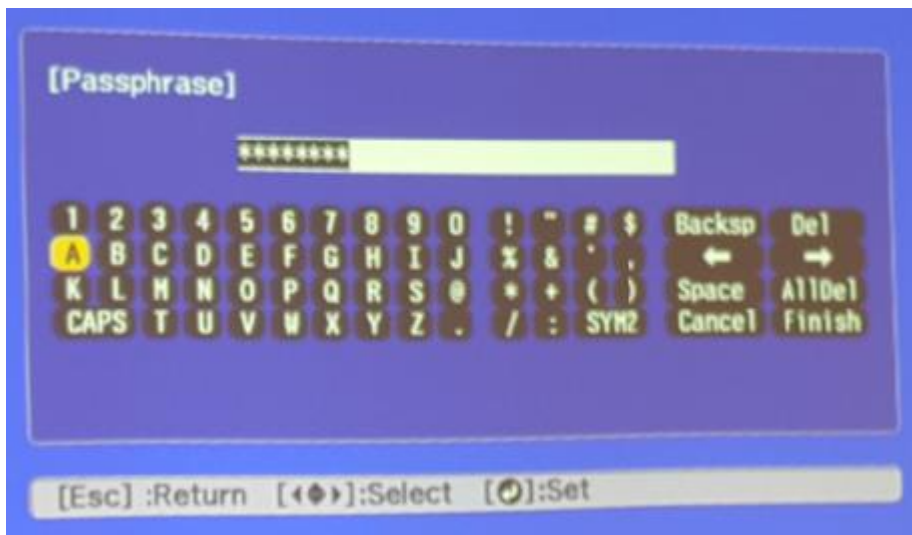 [Passphrase]
********
1 2 3 4 5 6 7 8 9 0 ! " # $ Backsp Del
A B C D E F G H I J % & ' , ← →
K L M N O P Q R S @ * + ( ) Space AllDel
CAPS T U V W X Y Z . / : SYM2 Cancel Finish
[Esc] :Return [◆]:Select [↵]:Set